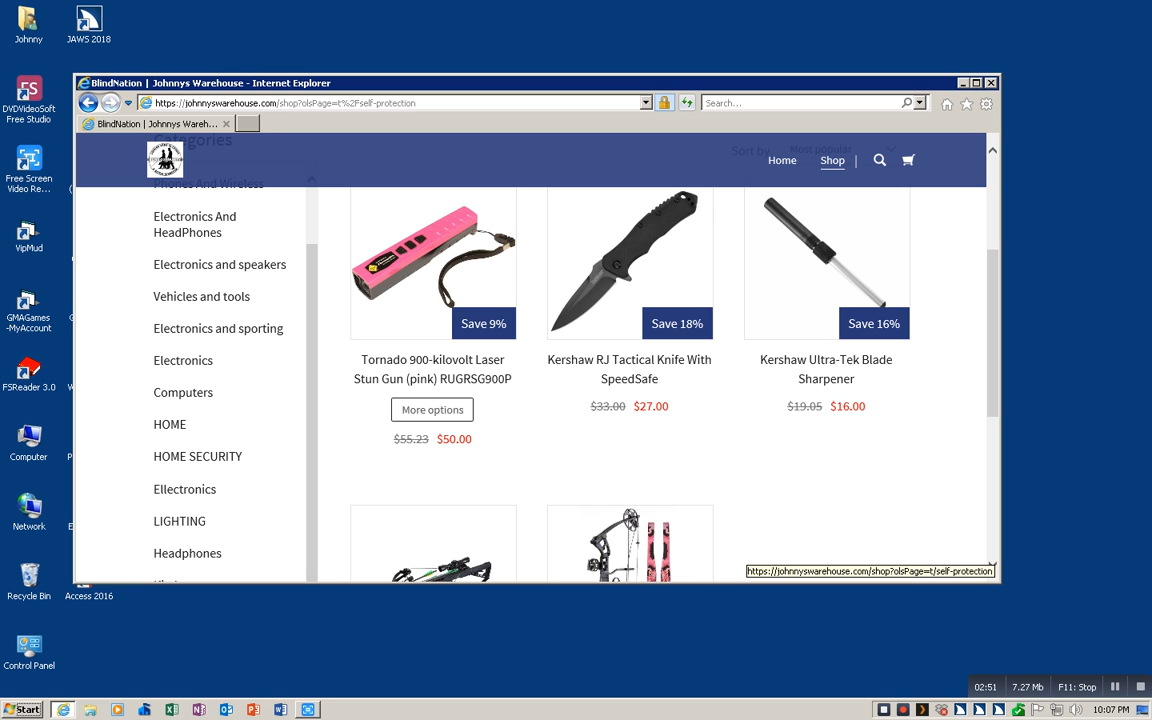 Johnny
JAWS 2018
DVDVideoSoft
Free Studio
Free Screen
Video Re...
VipMud
GMAGames
-MyAccount
FSReader 3.0
Computer
Network
Recycle Bin
Access 2016
Control Panel
BlindNation | Johnnys Warehouse - Internet Explorer
https://johnnyswarehouse.com/shop?olsPage=t%2Fself-protection
Search...
BlindNation | Johnnys Wareh...
Categories
Sort by
Most popular
Home
Shop
|
Phones And Wireless
Electronics And
HeadPhones
Electronics and speakers
Vehicles and tools
Electronics and sporting
Electronics
Computers
HOME
HOME SECURITY
Ellectronics
LIGHTING
Headphones
Save 9%
Tornado 900-kilovolt Laser
Stun Gun (pink) RUGRSG900P
More options
$55.23 $50.00
Save 18%
Kershaw RJ Tactical Knife With
SpeedSafe
$33.00 $27.00
Save 16%
Kershaw Ultra-Tek Blade
Sharpener
$19.05 $16.00
https://johnnyswarehouse.com/shop?olsPage=t/self-protection
02:51 7.27 Mb F11: Stop
Start
10:07 PM